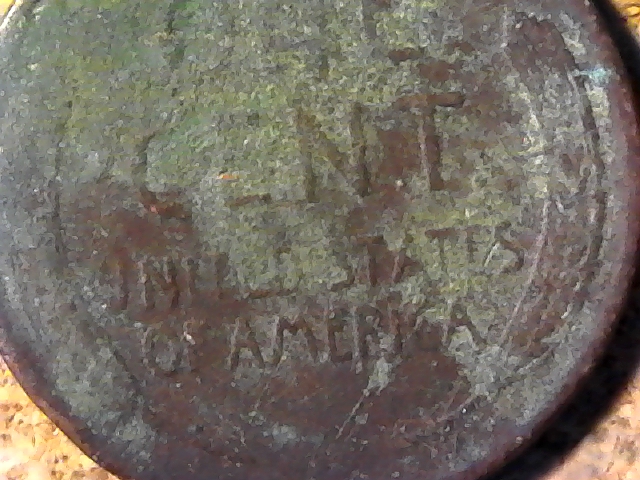 CENT
UNITED STATES
OF AMERICA